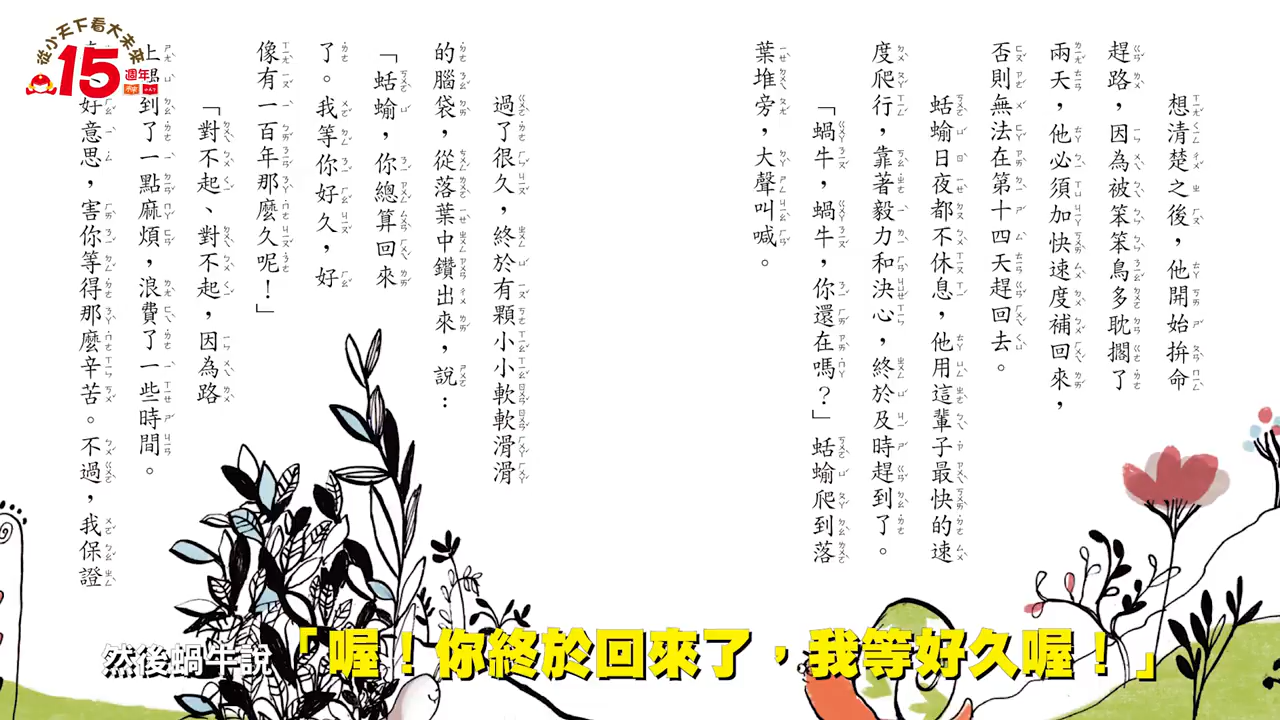 想清楚之後，他開始拚命
趕路，因為被笨笨鳥多耽擱了
兩天，他必須加快速度補回來，
否則無法在第十四天趕回去。
蛞蝓日夜都不休息，他用這輩子最快的速
度爬行，靠著毅力和決心，終於及時趕到了。
「蝸牛，蝸牛，你還在嗎？」蛞蝓爬到落
葉堆旁，大聲叫喊。
過了很久，終於有顆小小軟軟滑滑
的腦袋，從落葉中鑽出來，說：
「蛞蝓，你總算回來
了。我等你好久，好
像有一百年那麼久呢！」
「對不起、對不起，因為路
上遇到了一點麻煩，浪費了一些時間。
好意思，害你等得那麼辛苦。不過，我保證
從小天下看大未來
15週年
然後蝸牛說「喔！你終於回來了，我等好久喔！」